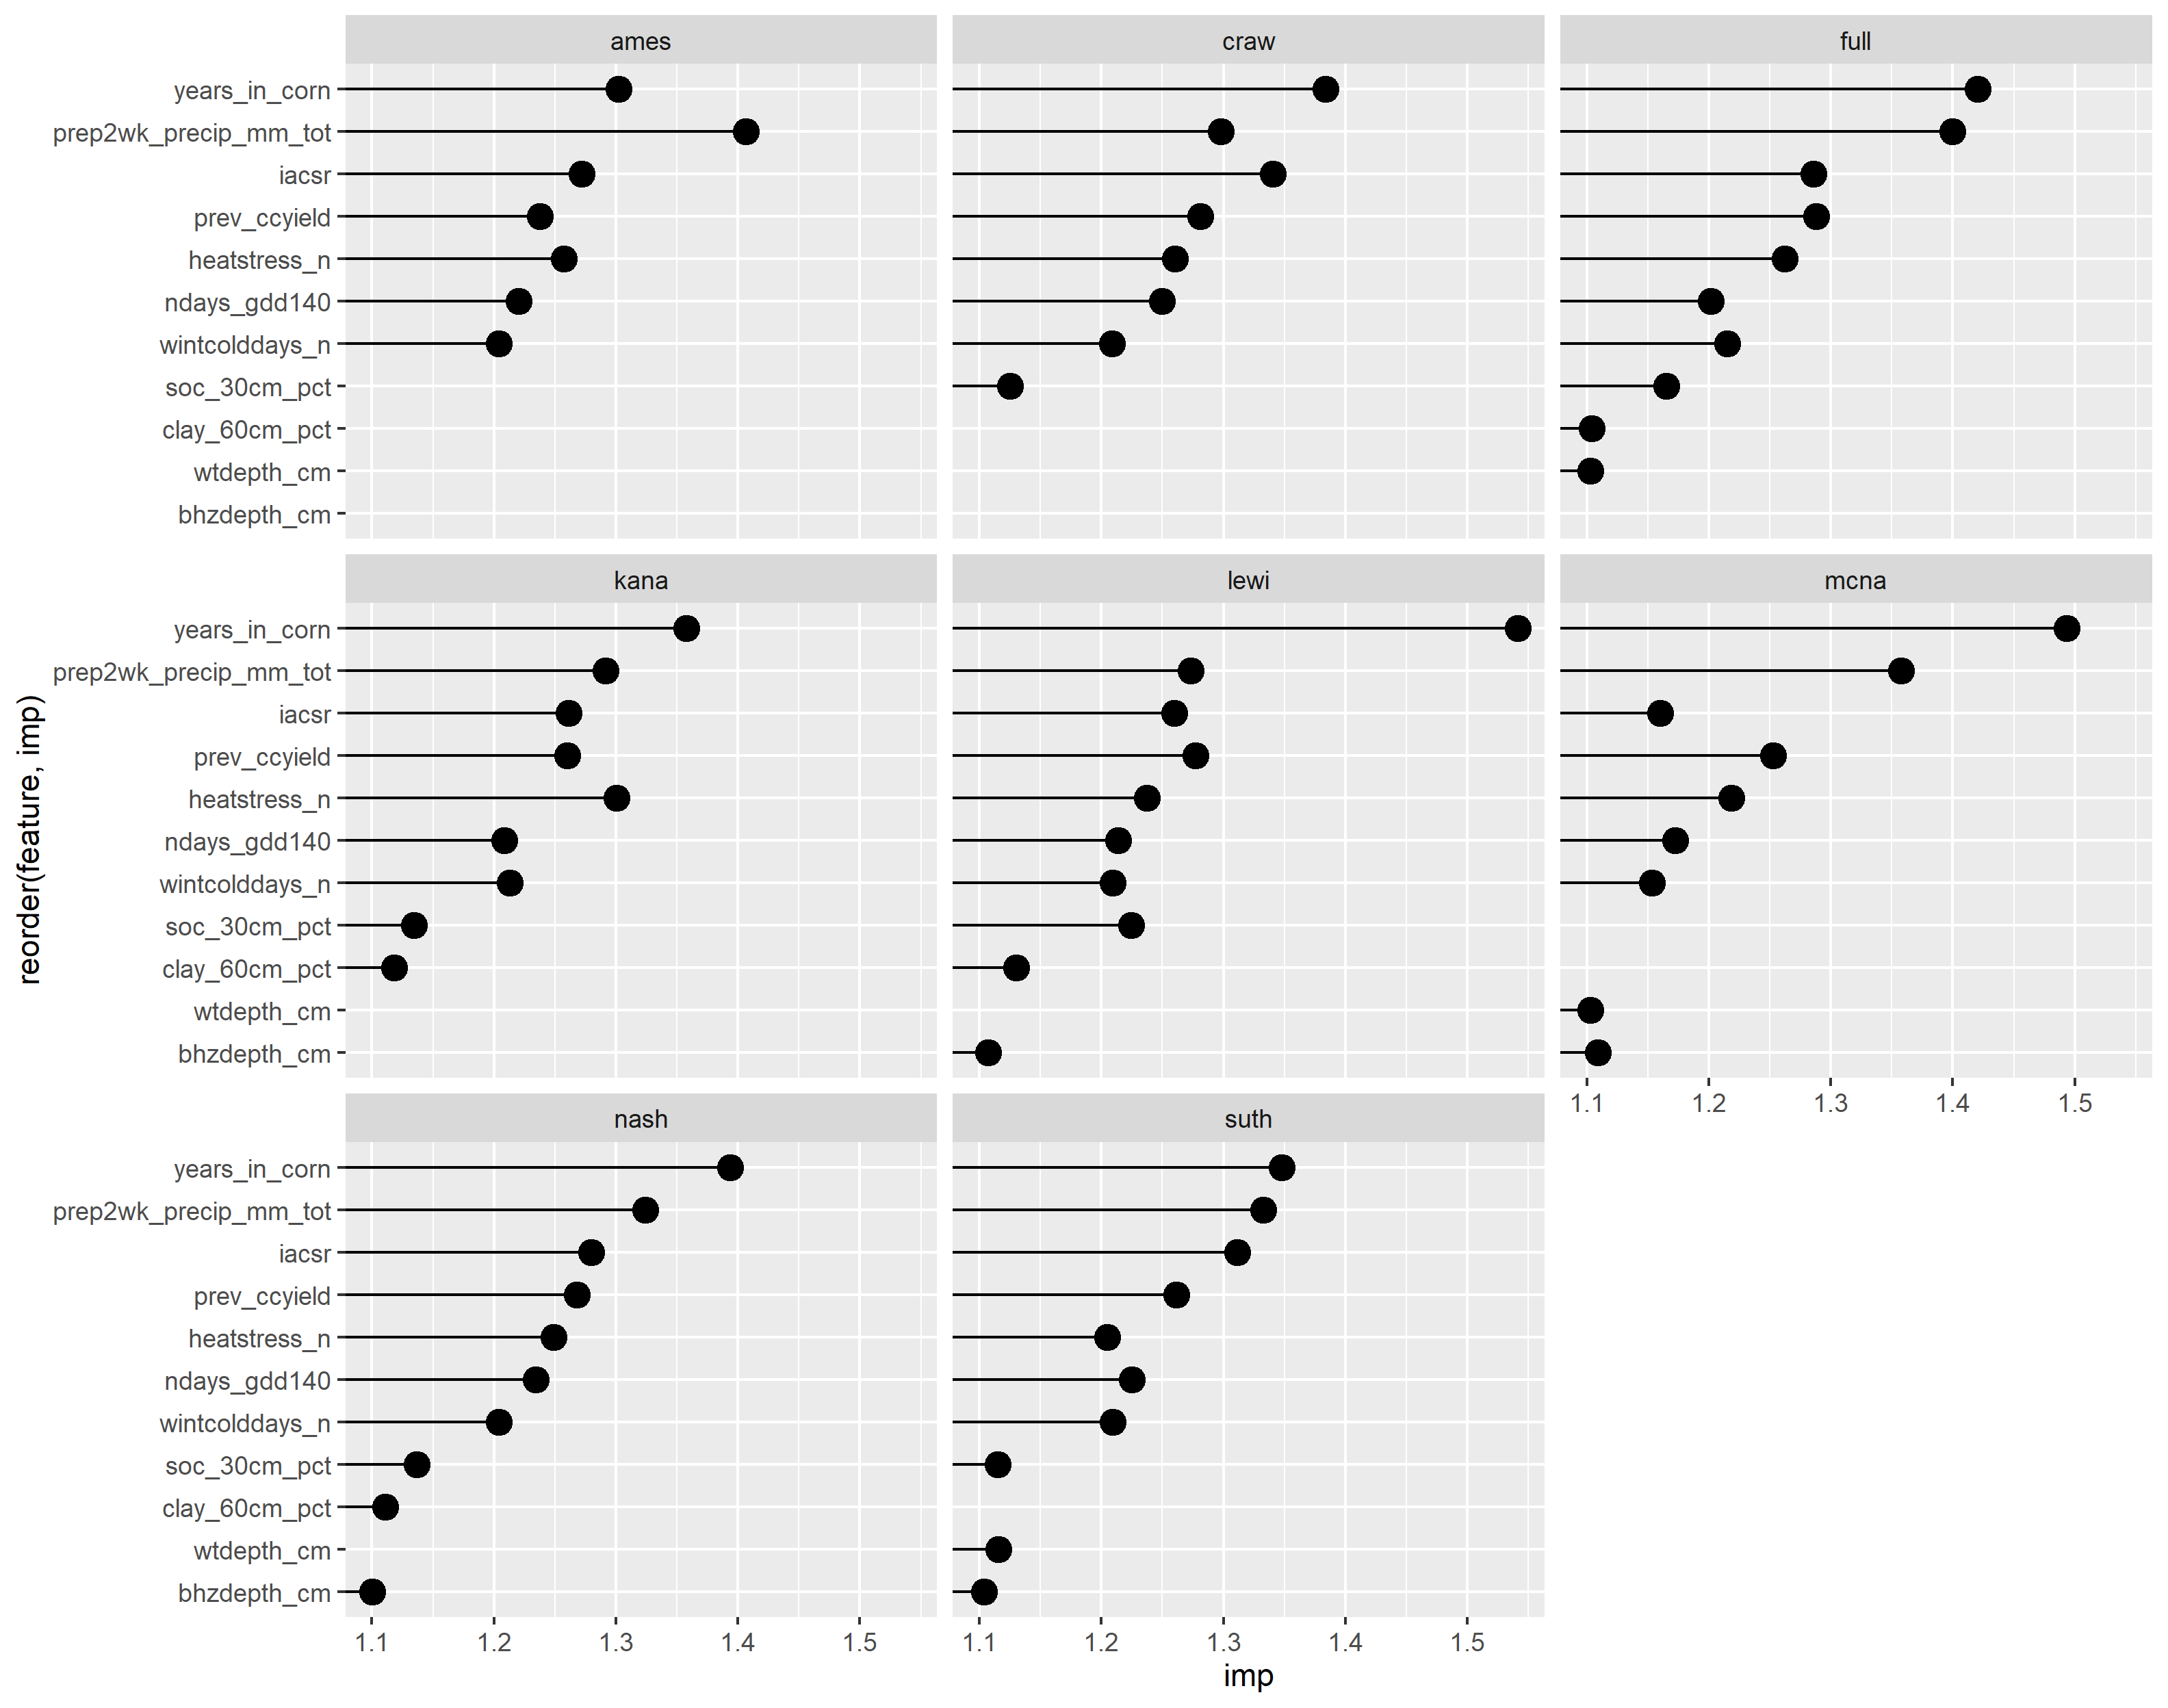 ames
craw
full
years_in_corn
prep2wk_precip_mm_tot
iacsr
prev_ccyield
heatstress_n
ndays_gdd140
wintcolddays_n
soc_30cm_pct
clay_60cm_pct
wtdepth_cm
bhzdepth_cm
kana
lewi
mcna
years_in_corn
prep2wk_precip_mm_tot
iacsr
prev_ccyield
heatstress_n
ndays_gdd140
wintcolddays_n
soc_30cm_pct
clay_60cm_pct
wtdepth_cm
bhzdepth_cm
1.1 1.2 1.3 1.4 1.5
nash
suth
years_in_corn
prep2wk_precip_mm_tot
iacsr
prev_ccyield
heatstress_n
ndays_gdd140
wintcolddays_n
soc_30cm_pct
clay_60cm_pct
wtdepth_cm
bhzdepth_cm
1.1 1.2 1.3 1.4 1.5
1.1 1.2 1.3 1.4 1.5
imp
reorder(feature, imp)